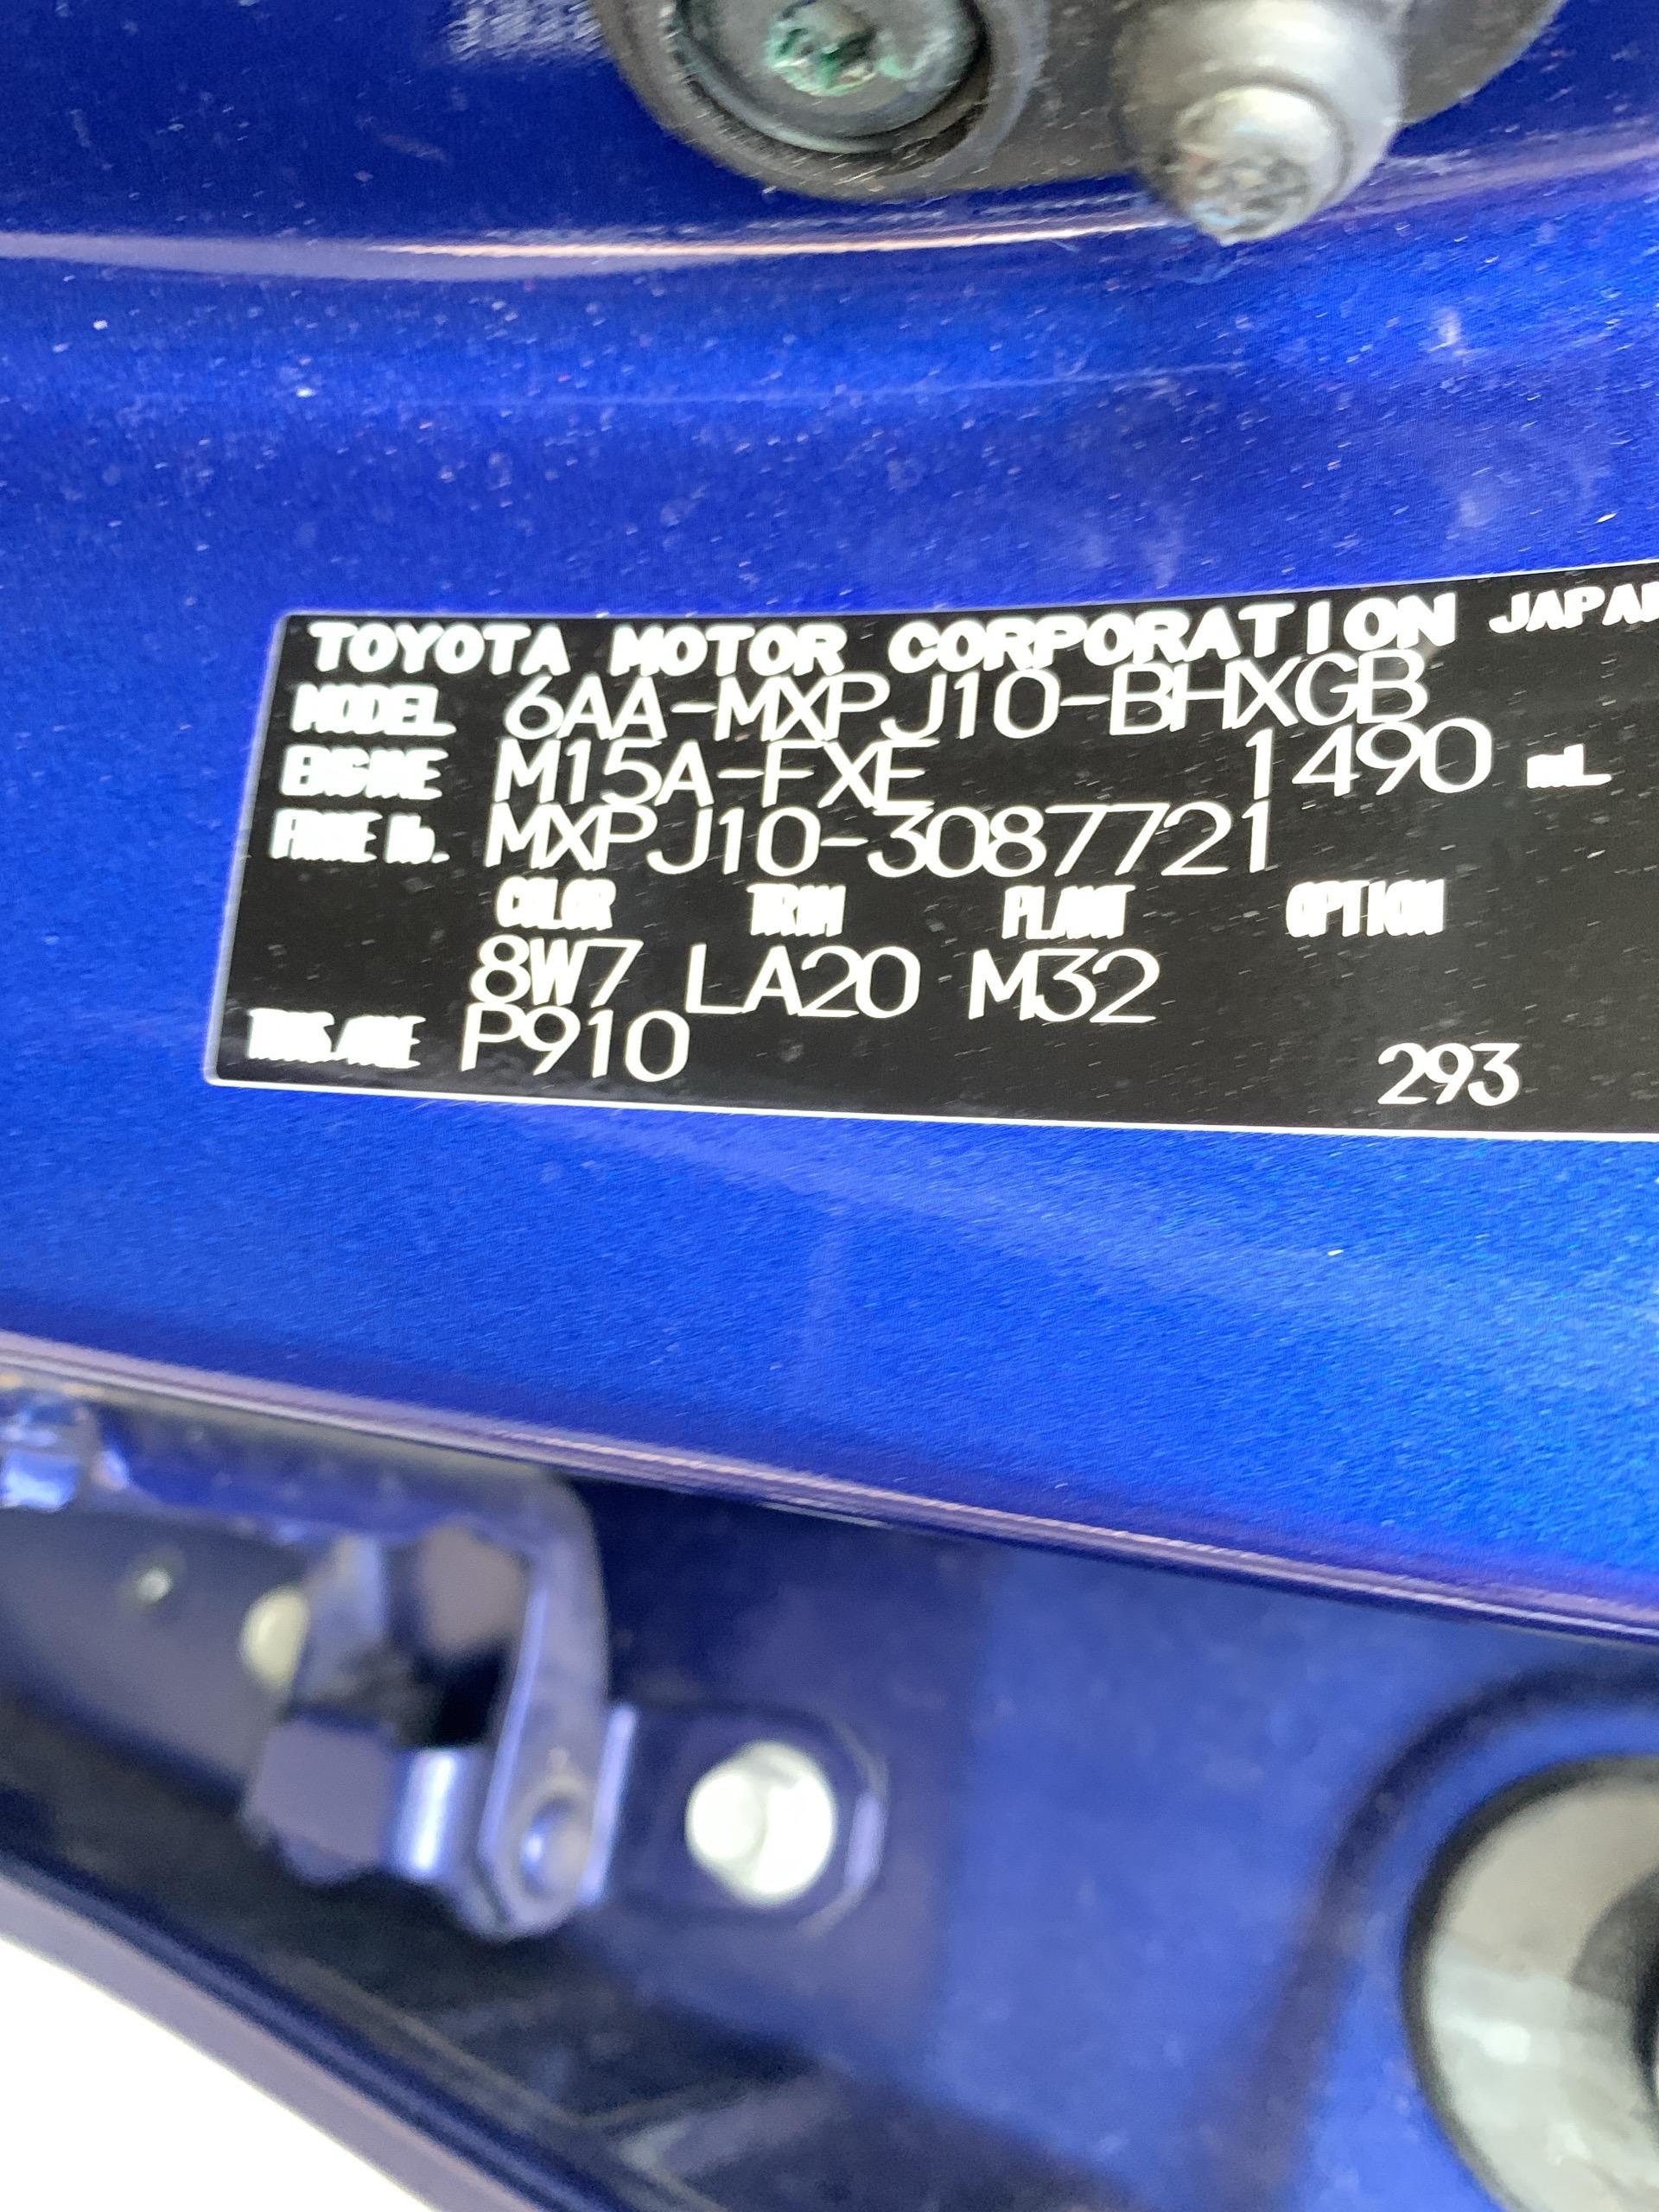 TOYOTA MOTOR CORPORATION JAPAN
MODEL 6AA-MXPJ10-BHXGB
ENGINE M15A-FXE 1490 mL
FRAME No. MXPJ10-3087721
COLOR TRIM PLANT OPTION
8W7 LA20 M32
TRANS.AXLE P910
293